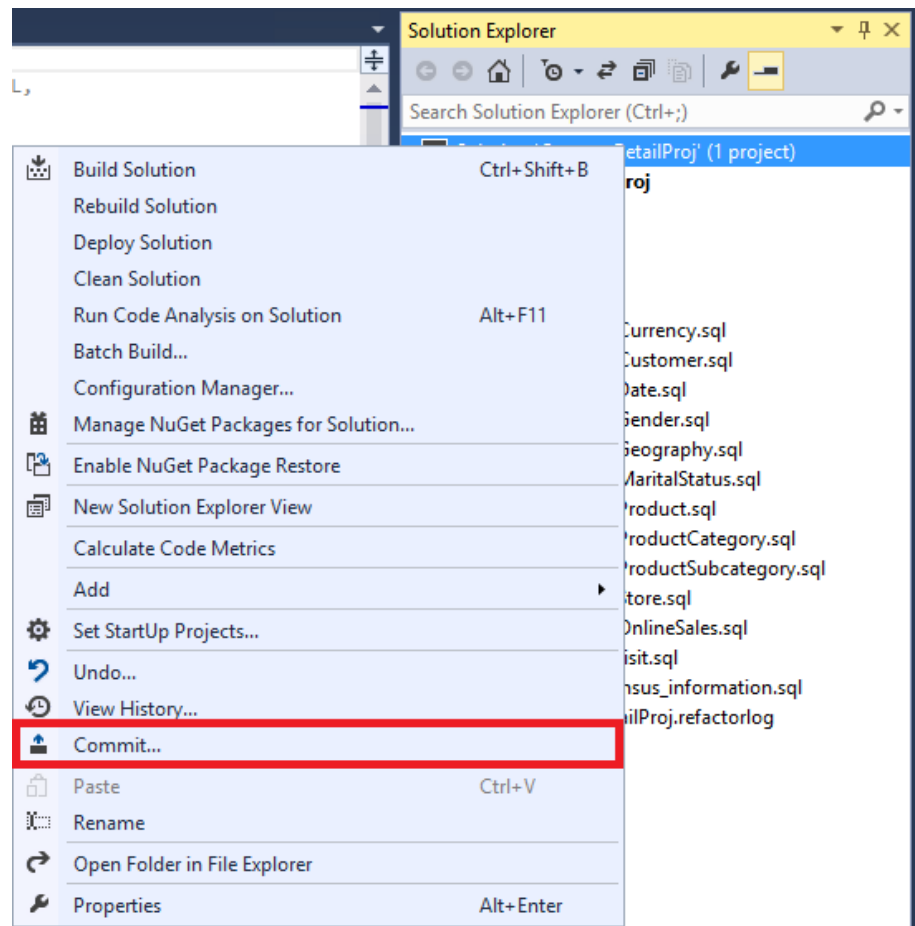 Solution Explorer
L,
Search Solution Explorer (Ctrl+;)
etailProj' (1 project)
roj
Build Solution Ctrl+Shift+B
Rebuild Solution
Deploy Solution
Clean Solution
Run Code Analysis on Solution Alt+F11
Batch Build...
Configuration Manager...
Manage NuGet Packages for Solution...
Enable NuGet Package Restore
New Solution Explorer View
Calculate Code Metrics
Add
Set StartUp Projects...
Undo...
View History...
Commit...
Paste Ctrl+V
Rename
Open Folder in File Explorer
Properties Alt+Enter
Currency.sql
Customer.sql
Date.sql
Gender.sql
Geography.sql
MaritalStatus.sql
Product.sql
ProductCategory.sql
ProductSubcategory.sql
tore.sql
OnlineSales.sql
isit.sql
nsus_information.sql
ilProj.refactorlog